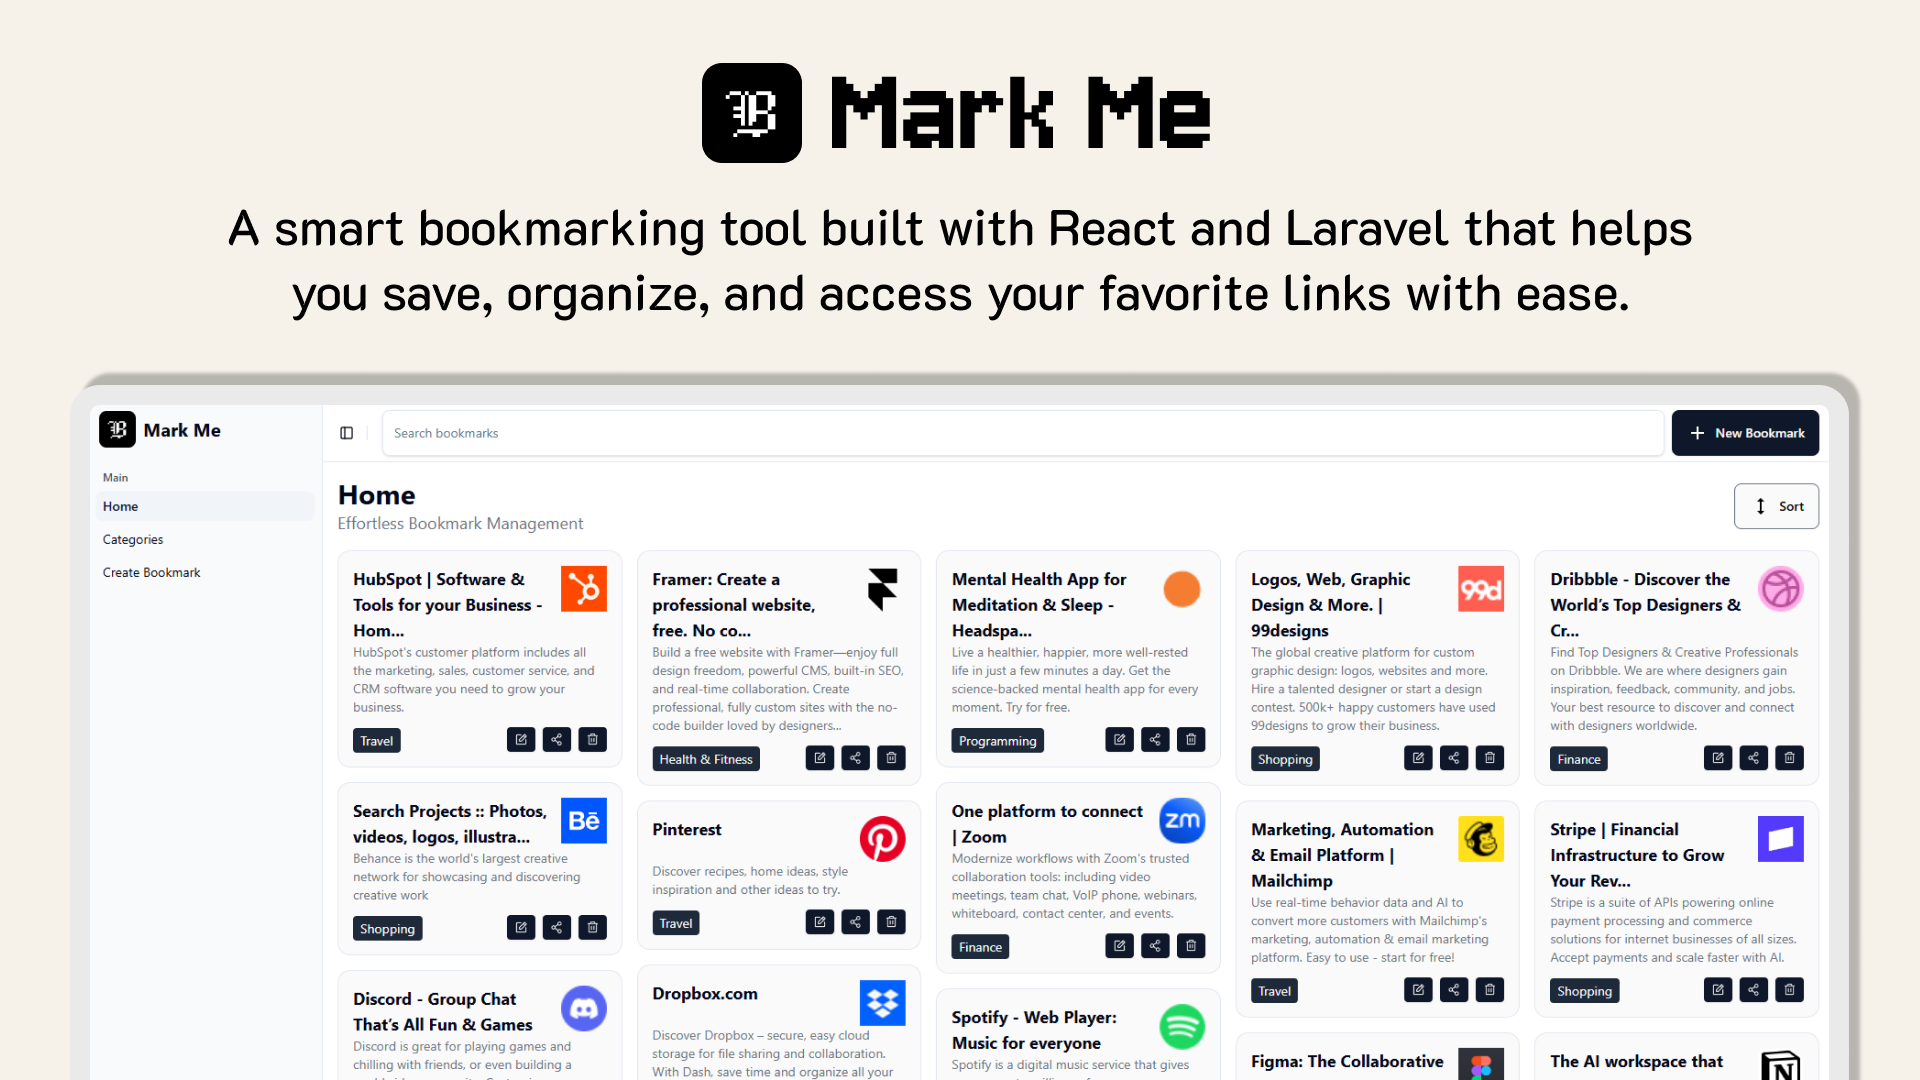 Mark Me
A smart bookmarking tool built with React and Laravel that helps
you save, organize, and access your favorite links with ease.
Mark Me
Main
Home
Categories
Create Bookmark
Search bookmarks
New Bookmark
Home
Effortless Bookmark Management
Sort
HubSpot | Software &
Tools for your Business -
Hom...
HubSpot's customer platform includes all
the marketing, sales, customer service, and
CRM software you need to grow your
business.
Travel
Search Projects :: Photos,
videos, logos, illustra...
Bē
Behance is the world's largest creative
network for showcasing and discovering
creative work
Shopping
Discord - Group Chat
That's All Fun & Games
Discord is great for playing games and
chilling with friends, or even building a
Framer: Create a
professional website,
free. No co...
Build a free website with Framer—enjoy full
design freedom, powerful CMS, built-in SEO,
and real-time collaboration. Create
professional, fully custom sites with the no-
code builder loved by designers...
Health & Fitness
Pinterest
Discover recipes, home ideas, style
inspiration and other ideas to try.
Travel
Dropbox.com
Discover Dropbox – secure, easy cloud
storage for file sharing and collaboration.
With Dash, save time and organize all your
Mental Health App for
Meditation & Sleep -
Headspa...
Live a healthier, happier, more well-rested
life in just a few minutes a day. Get the
science-backed mental health app for every
moment. Try for free.
Programming
One platform to connect
| Zoom
zm
Modernize workflows with Zoom's trusted
collaboration tools: including video
meetings, team chat, VoIP phone, webinars,
whiteboard, contact center, and events.
Finance
Spotify - Web Player:
Music for everyone
Spotify is a digital music service that gives
Logos, Web, Graphic
Design & More. |
99designs
99d
The global creative platform for custom
graphic design: logos, websites and more.
Hire a talented designer or start a design
contest. 500k+ happy customers have used
99designs to grow their business.
Shopping
Marketing, Automation
& Email Platform |
Mailchimp
Use real-time behavior data and AI to
convert more customers with Mailchimp's
marketing, automation & email marketing
platform. Easy to use - start for free!
Travel
Figma: The Collaborative
Dribbble - Discover the
World's Top Designers &
Cr...
Find Top Designers & Creative Professionals
on Dribbble. We are where designers gain
inspiration, feedback, community, and jobs.
Your best resource to discover and connect
with designers worldwide.
Finance
Stripe | Financial
Infrastructure to Grow
Your Rev...
Stripe is a suite of APIs powering online
payment processing and commerce
solutions for internet businesses of all sizes.
Accept payments and scale faster with AI.
Shopping
The AI workspace that